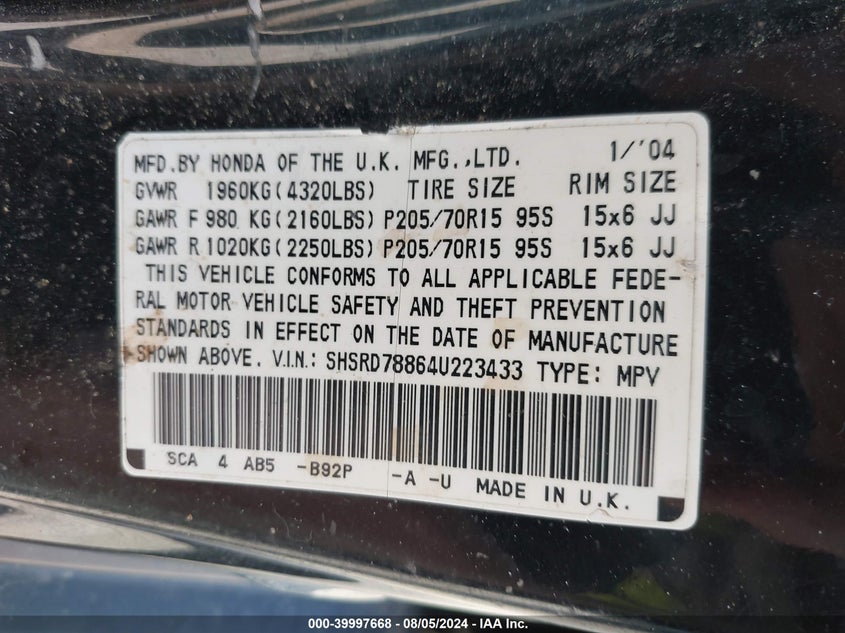 MFD.BY HONDA OF THE U.K. MFG.,LTD. 1/'04
GVWR 1960KG(4320LBS) TIRE SIZE RIM SIZE
GAWR F 980 KG(2160LBS) P205/70R15 95S 15x6 JJ
GAWR R 1020KG(2250LBS) P205/70R15 95S 15x6 JJ
THIS VEHICLE CONFORMS TO ALL APPLICABLE FEDE-
RAL MOTOR VEHICLE SAFETY AND THEFT PREVENTION
STANDARDS IN EFFECT ON THE DATE OF MANUFACTURE
SHOWN ABOVE. V.I.N.: SHSRD78864U223433 TYPE: MPV
SCA 4 AB5 -B92P -A -U MADE IN U.K.
000-39997668 - 08/05/2024 - IAAI Inc.